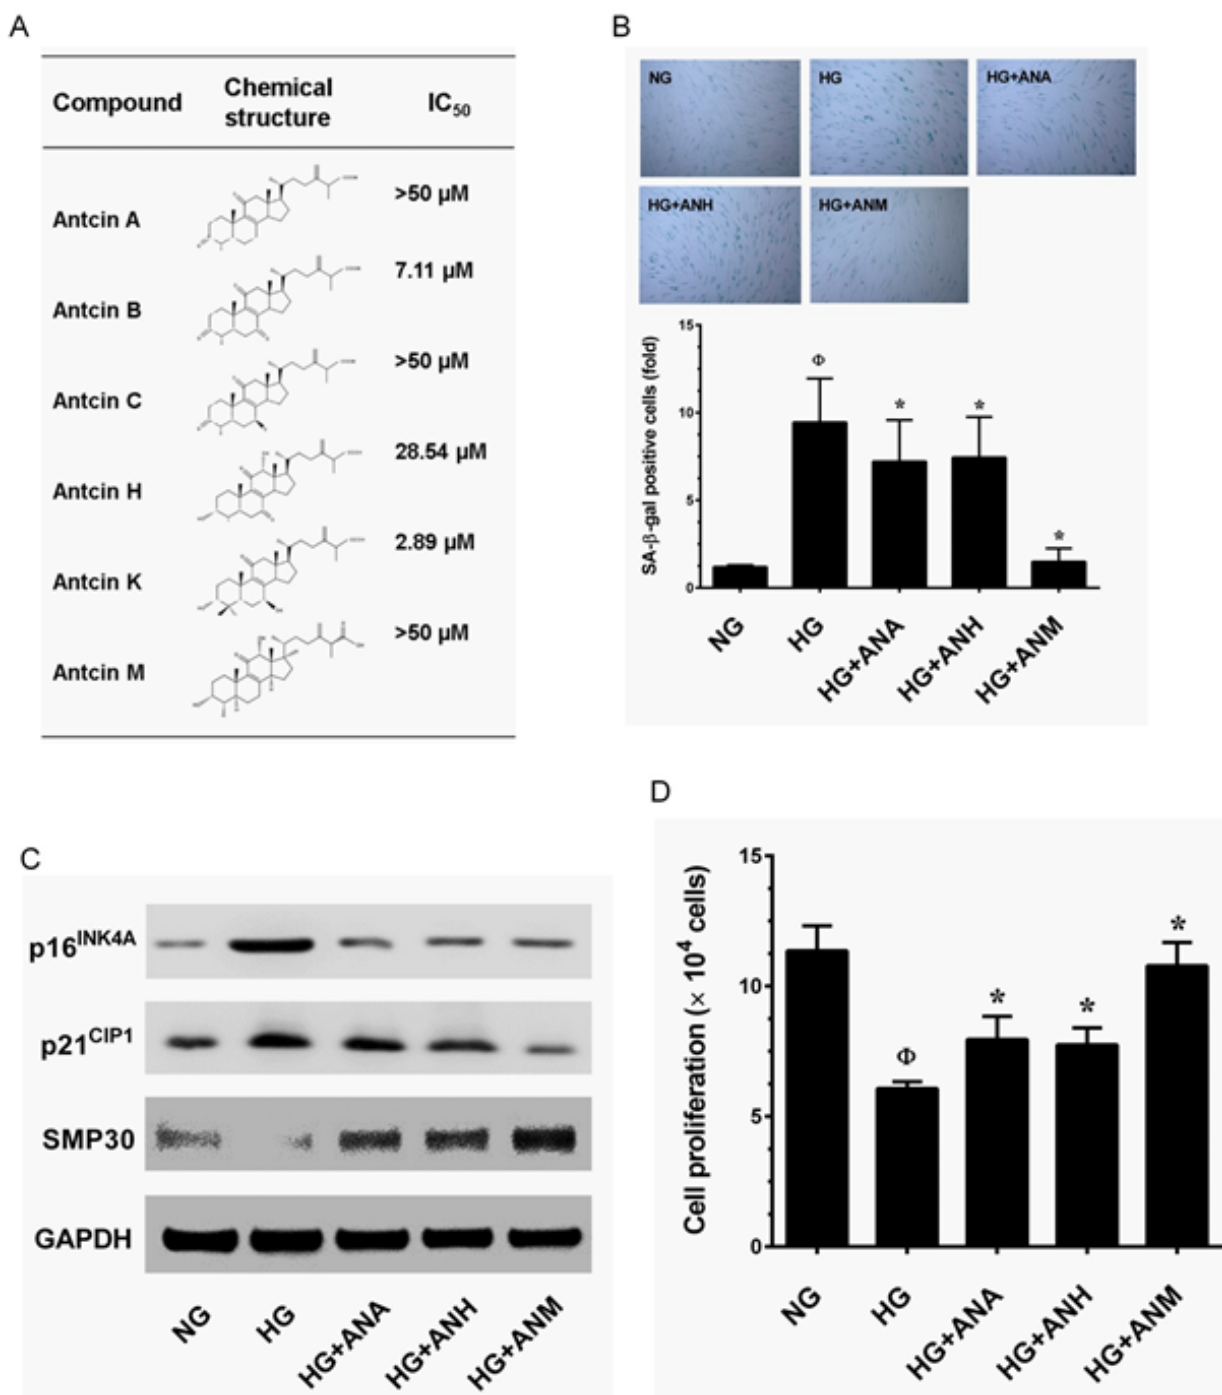 A
Compound
Chemical
structure
IC50
Antcin A
>50 µM
Antcin B
7.11 µM
Antcin C
>50 µM
Antcin H
28.54 µM
Antcin K
2.89 µM
Antcin M
>50 µM
B
NG
HG
HG+ANA
HG+ANH
HG+ANM
SA-β-gal positive cells (fold)
15
10
5
0
Φ
*
*
*
NG
HG
HG+ANA
HG+ANH
HG+ANM
C
p16INK4A
p21CIP1
SMP30
GAPDH
NG
HG
HG+ANA
HG+ANH
HG+ANM
D
Cell proliferation (× 10⁴ cells)
15
10
5
0
Φ
*
*
*
NG
HG
HG+ANA
HG+ANH
HG+ANM